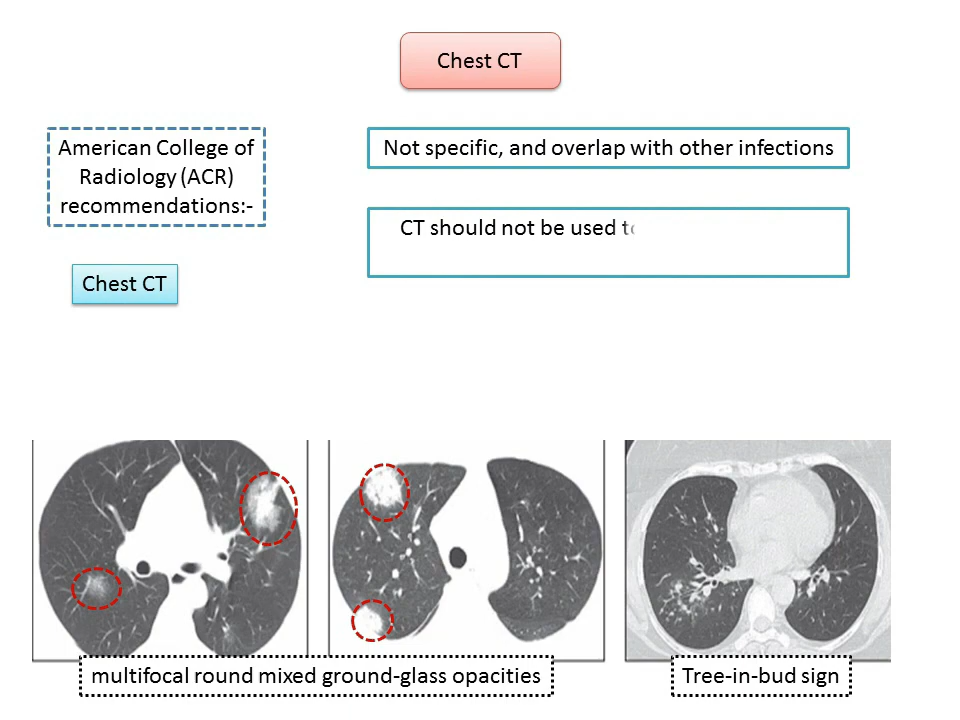 Chest CT
American College of
Radiology (ACR)
recommendations:-
Not specific, and overlap with other infections
CT should not be used
Chest CT
multifocal round mixed ground-glass opacities
Tree-in-bud sign